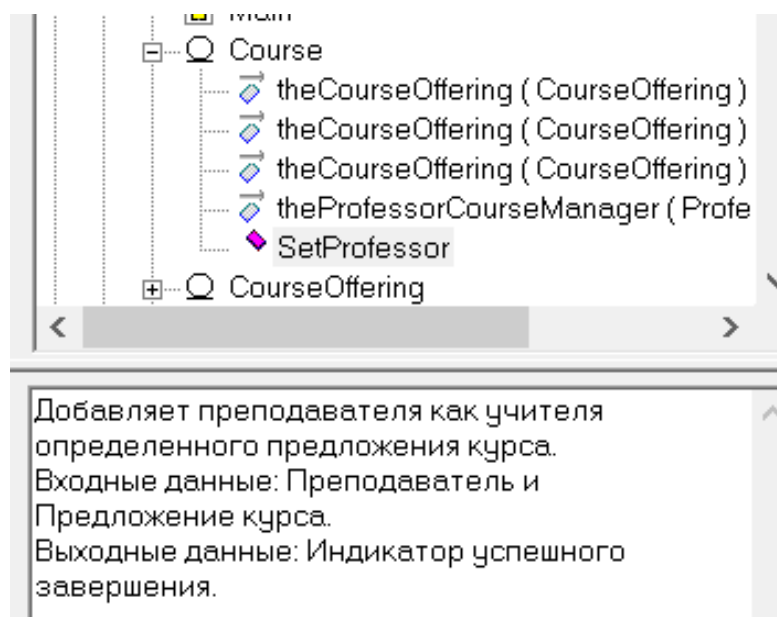 Main
Course
theCourseOffering ( CourseOffering )
theCourseOffering ( CourseOffering )
theCourseOffering ( CourseOffering )
theProfessorCourseManager ( Profe
SetProfessor
CourseOffering
Добавляет преподавателя как учителя
определенного предложения курса.
Входные данные: Преподаватель и
Предложение курса.
Выходные данные: Индикатор успешного
завершения.